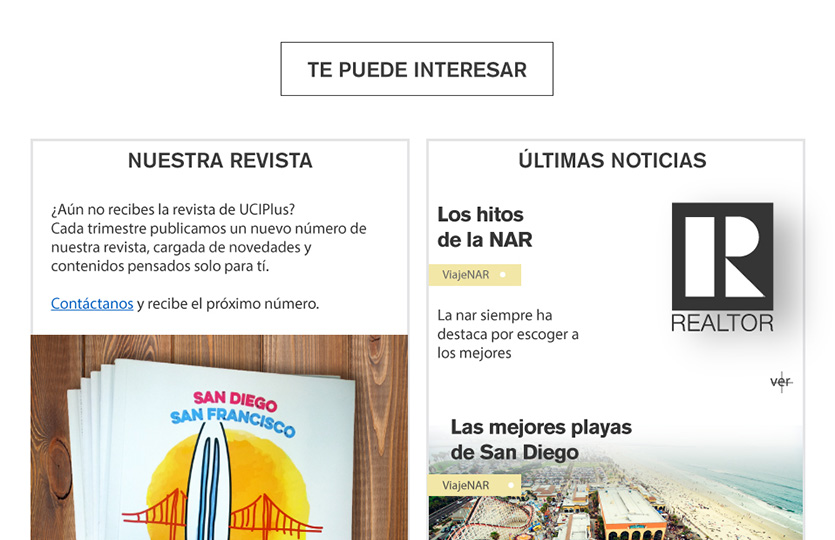 TE PUEDE INTERESAR
NUESTRA REVISTA
¿Aún no recibes la revista de UCIPlus?
Cada trimestre publicamos un nuevo número de
nuestra revista, cargada de novedades y
contenidos pensados solo para tí.
Contáctanos y recibe el próximo número.
SAN DIEGO
SAN FRANCISCO
ÚLTIMAS NOTICIAS
Los hitos
de la NAR
ViajeNAR
La nar siempre ha
destaca por escoger a
los mejores
R
REALTOR
ver
Las mejores playas
de San Diego
ViajeNAR